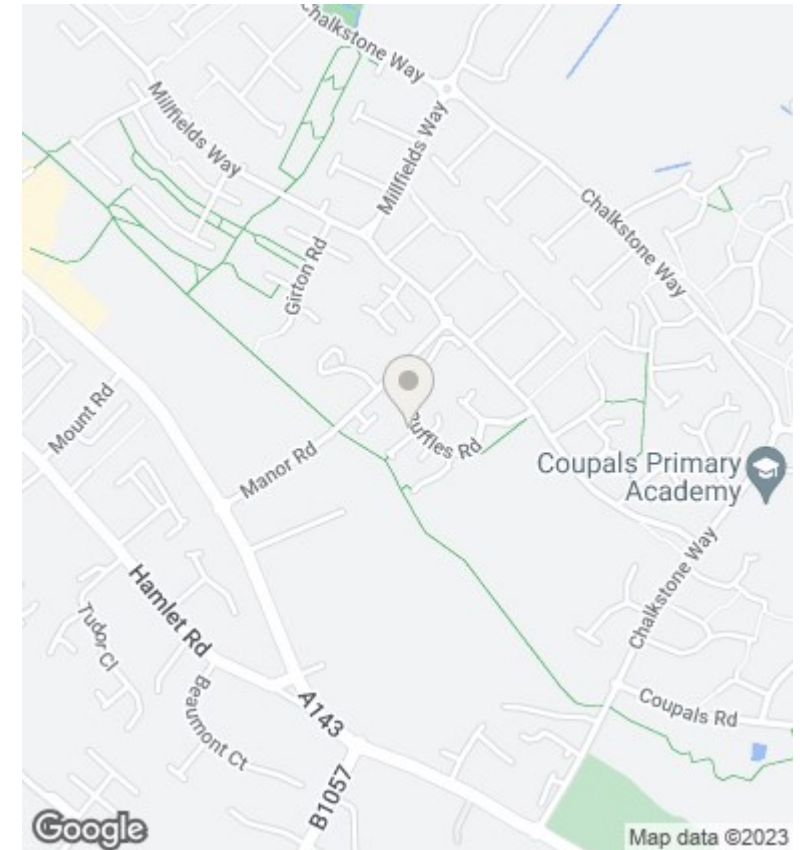 Chalkstone Way
Millfields Way
Millfields Way
Chalkstone Way
Girton Rd
Mount Rd
Ruffles Rd
Manor Rd
Coupals Primary
Academy
Chalkstone Way
Hamlet Rd
Tudor Cl
Beaumont Ct
A143
Coupals Rd
B1057
Google
Map data ©2023